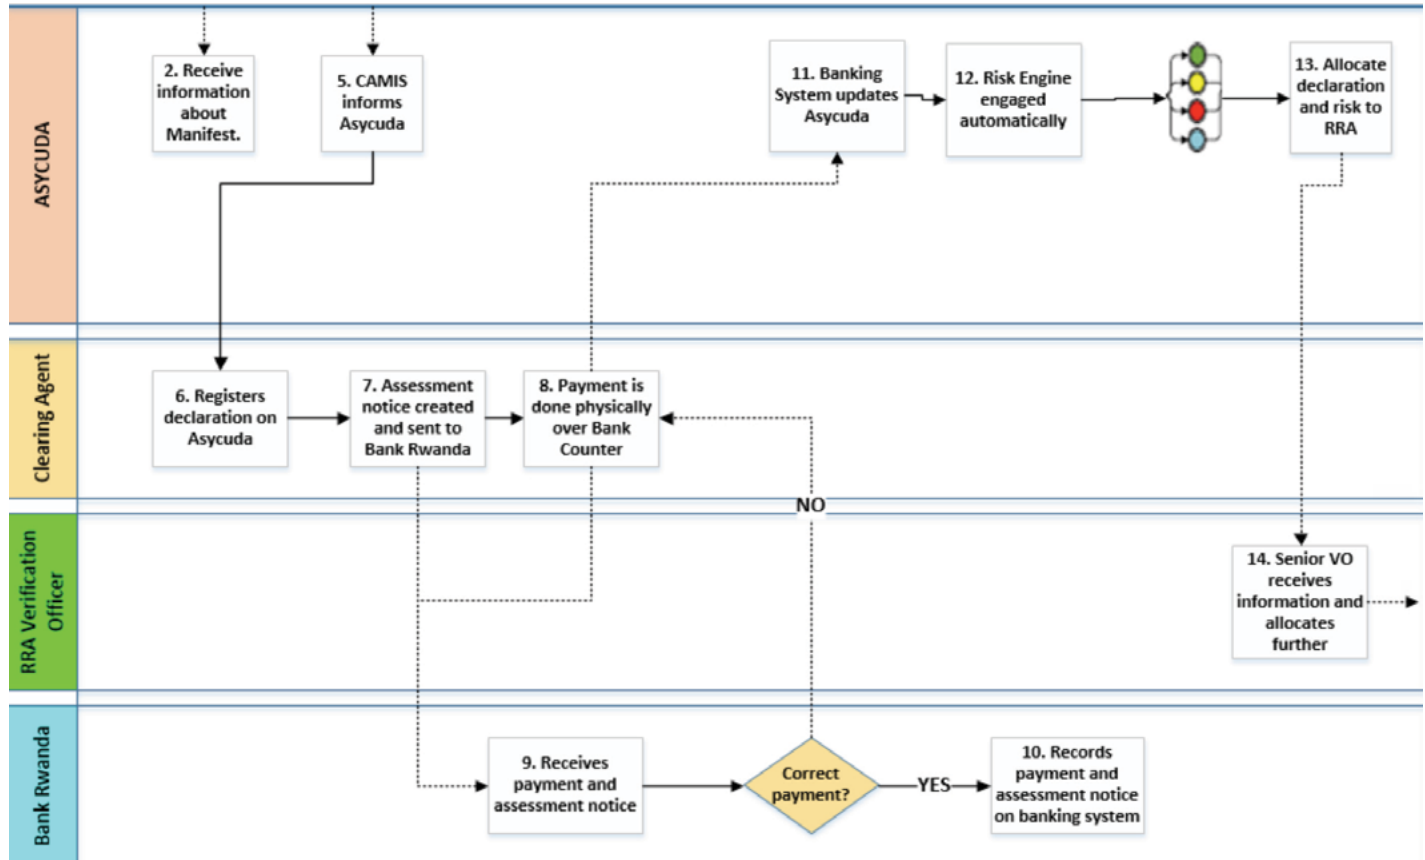 ASYCUDA
2. Receive
information
about
Manifest.
5. CAMIS
informs
Asycuda
11. Banking
System updates
Asycuda
12. Risk Engine
engaged
automatically
13. Allocate
declaration
and risk to
RRA
Clearing Agent
6. Registers
declaration on
Asycuda
7. Assessment
notice created
and sent to
Bank Rwanda
8. Payment is
done physically
over Bank
Counter
NO
RRA Verification
Officer
14. Senior VO
receives
information and
allocates
further
Bank Rwanda
9. Receives
payment and
assessment notice
Correct
payment?
YES
10. Records
payment and
assessment notice
on banking system